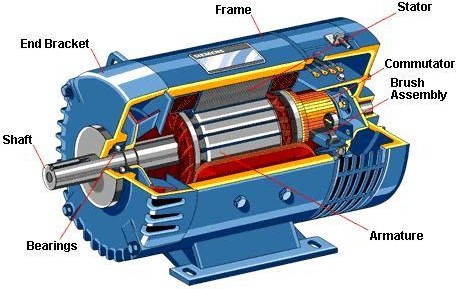 Frame
Stator
End Bracket
SIEMENS
Commutator
Brush
Assembly
Shaft
Bearings
Armature